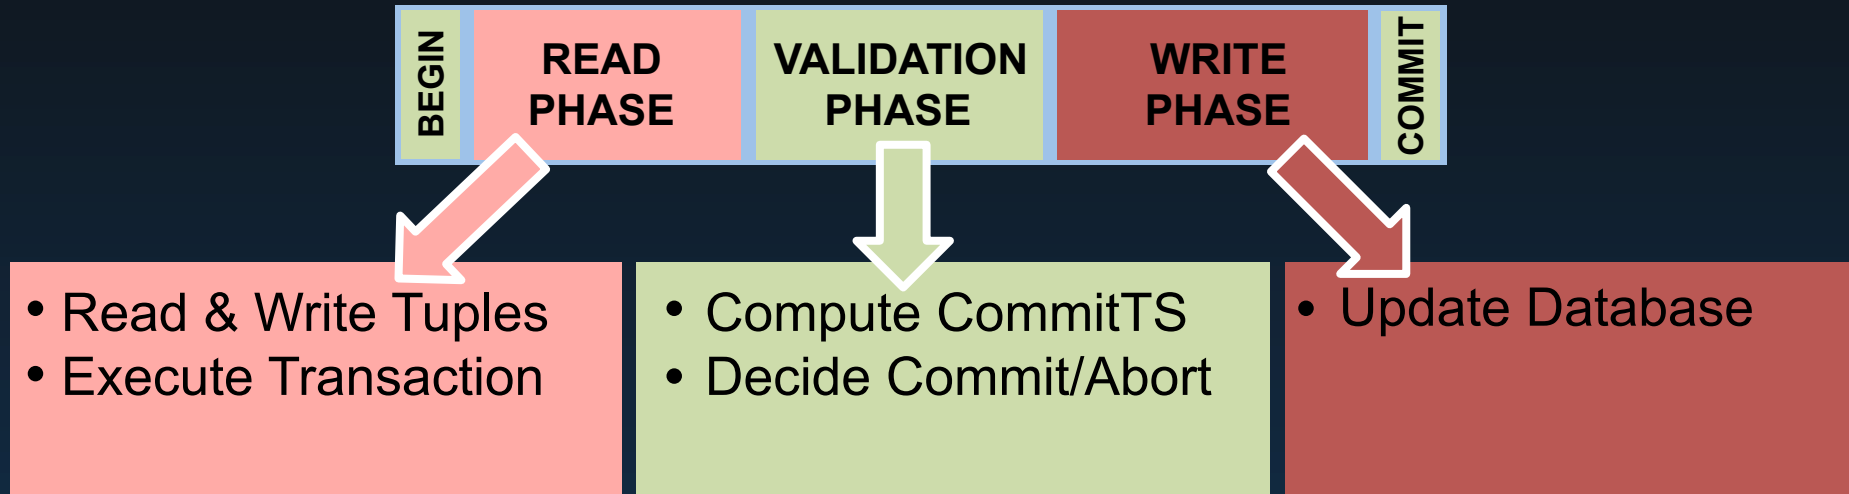 BEGIN
READ
PHASE
VALIDATION
PHASE
WRITE
PHASE
COMMIT
• Read & Write Tuples
• Execute Transaction
• Compute CommitTS
• Decide Commit/Abort
• Update Database